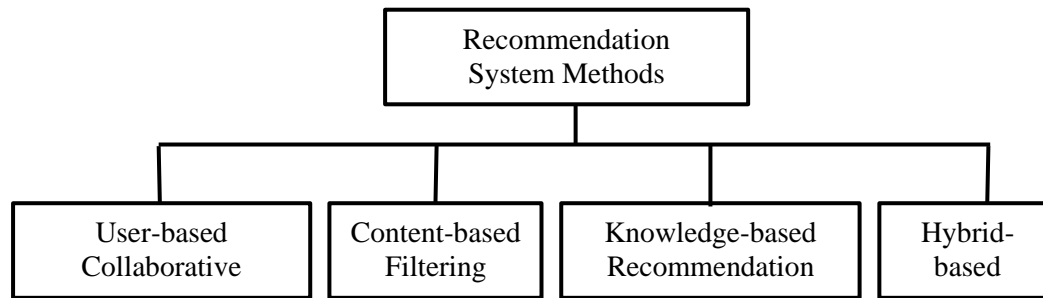 Recommendation
System Methods
User-based
Collaborative
Content-based
Filtering
Knowledge-based
Recommendation
Hybrid-
based